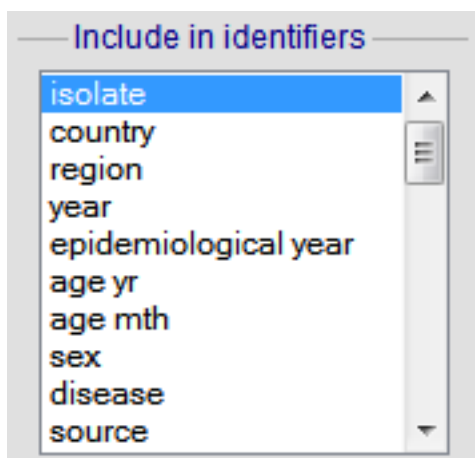 Include in identifiers
isolate
country
region
year
epidemiological year
age yr
age mth
sex
disease
source